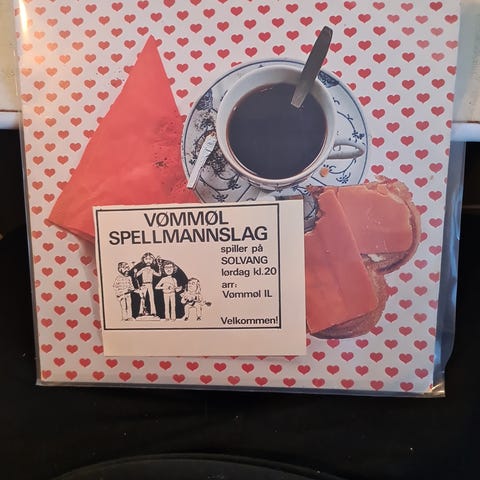 VØMMØL
SPELLMANNSLAG
spiller på
SOLVANG
lørdag kl.20
arr:
Vømmøl IL
Velkommen!